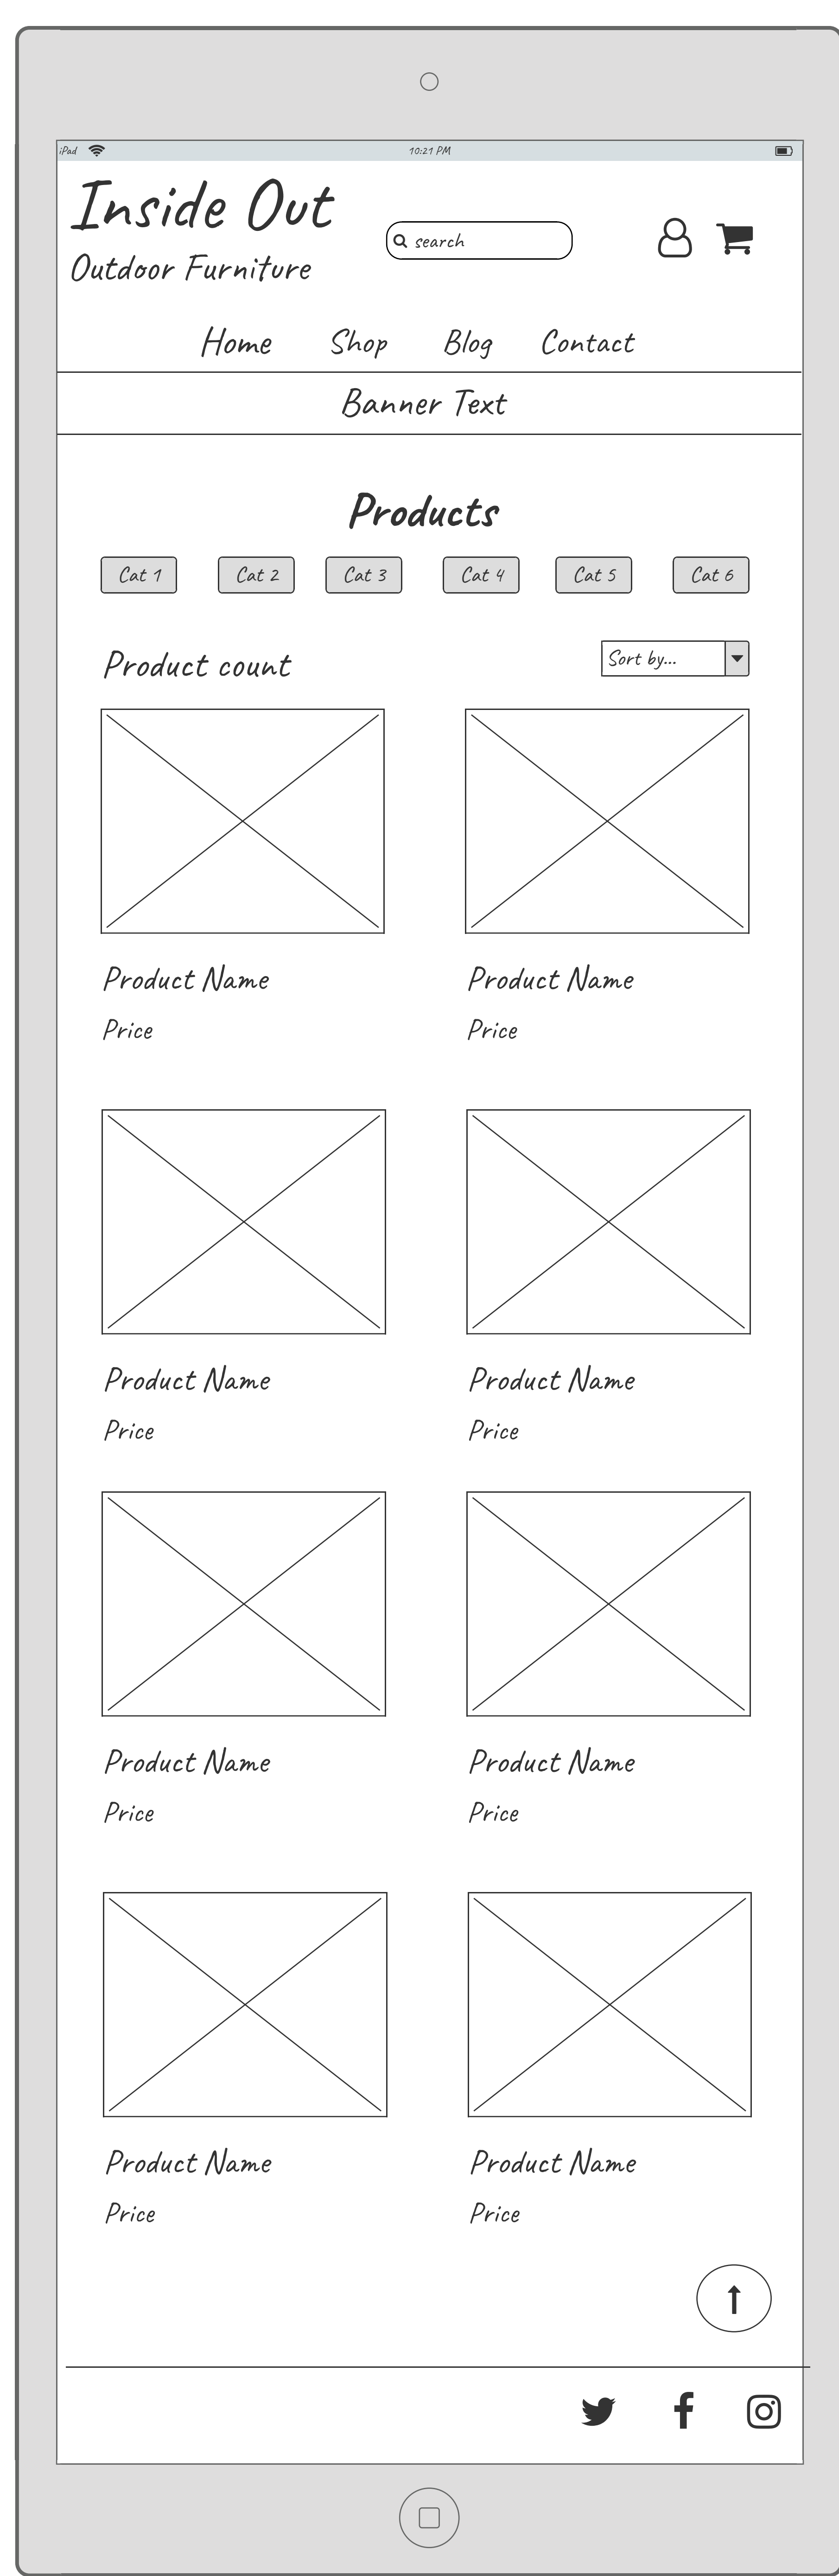 iPad 10:21 PM
Inside Out
search
Outdoor Furniture
Home Shop Blog Contact
Banner Text
Products
Cat 1 Cat 2 Cat 3 Cat 4 Cat 5 Cat 6
Product count Sort by...
Product Name Product Name
Price Price
Product Name Product Name
Price Price
Product Name Product Name
Price Price
Product Name Product Name
Price Price